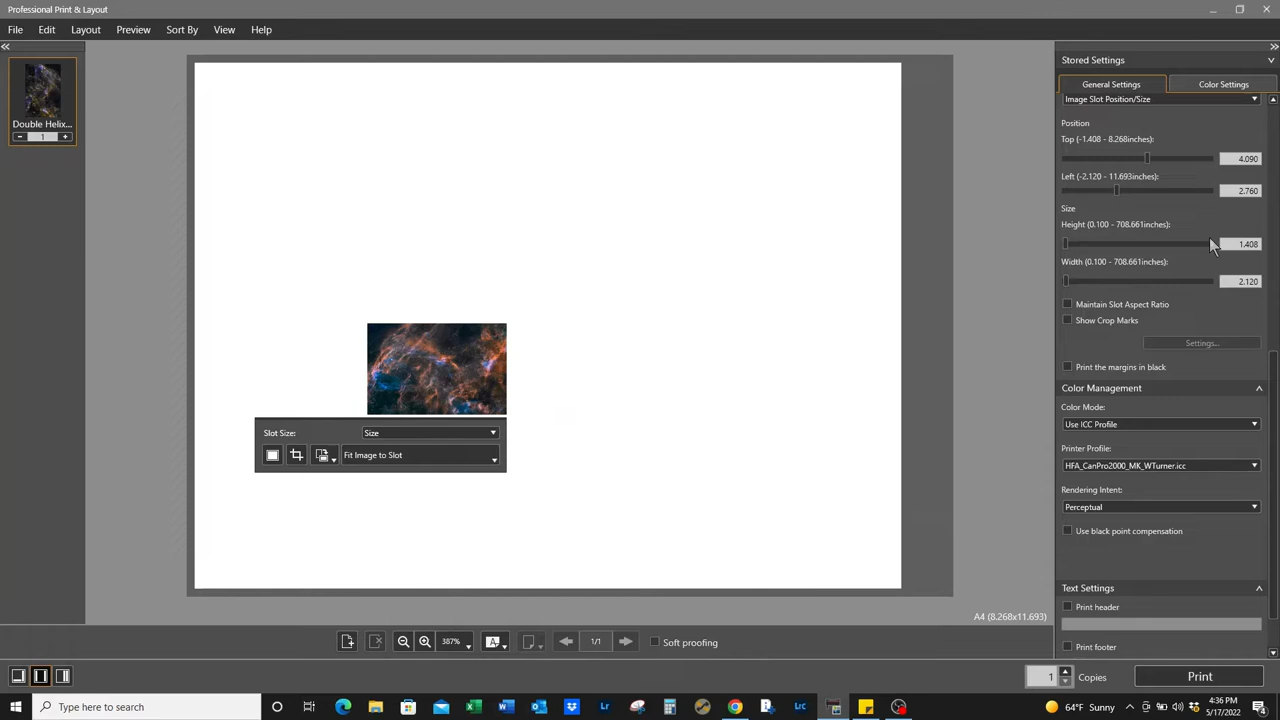 Professional Print & Layout
File Edit Layout Preview Sort By View Help
Double Helix...
1
Stored Settings
General Settings Color Settings
Image Slot Position/Size
Position
Top (-1.408 - 8.268inches):
4.090
Left (-2.120 - 11.693inches):
2.760
Size
Height (0.100 - 708.661inches):
1.408
Width (0.100 - 708.661inches):
2.120
Maintain Slot Aspect Ratio
Show Crop Marks
Settings...
Print the margins in black
Color Management
Color Mode:
Use ICC Profile
Printer Profile:
HFA_CanPro2000_MK_WTurner.icc
Rendering Intent:
Perceptual
Use black point compensation
Text Settings
Print header
Print footer
Slot Size: Size
Fit Image to Slot
A4 (8.268x11.693)
387% A 1/1 Soft proofing
1 Copies Print
Type here to search
Lr
LrC
64°F Sunny
4:36 PM
5/17/2022
4